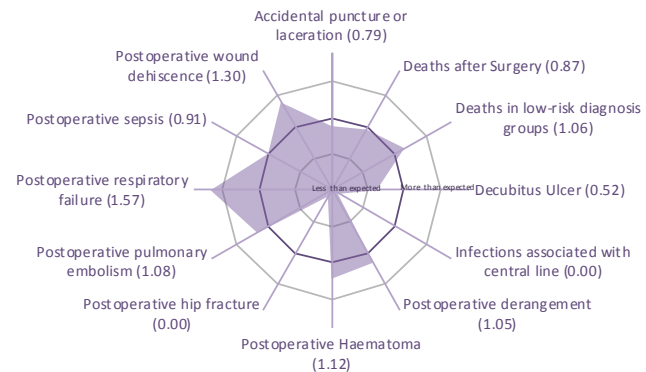 Accidental puncture or
laceration (0.79)
Deaths after Surgery (0.87)
Deaths in low-risk diagnosis
groups (1.06)
Decubitus Ulcer (0.52)
Infections associated with
central line (0.00)
Postoperative derangement
(1.05)
Postoperative Haematoma
(1.12)
Postoperative hip fracture
(0.00)
Postoperative pulmonary
embolism (1.08)
Postoperative respiratory
failure (1.57)
Postoperative sepsis (0.91)
Postoperative wound
dehiscence (1.30)
Less than expected
More than expected